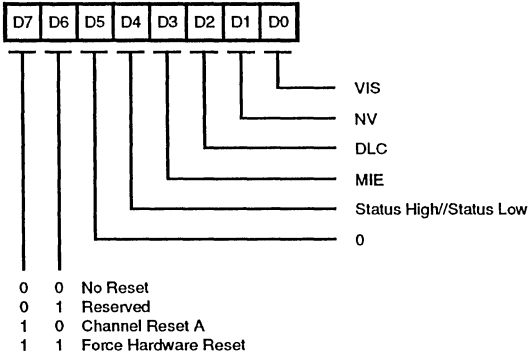 D7 D6 D5 D4 D3 D2 D1 D0
VIS
NV
DLC
MIE
Status High//Status Low
0
0 0 No Reset
0 1 Reserved
1 0 Channel Reset A
1 1 Force Hardware Reset